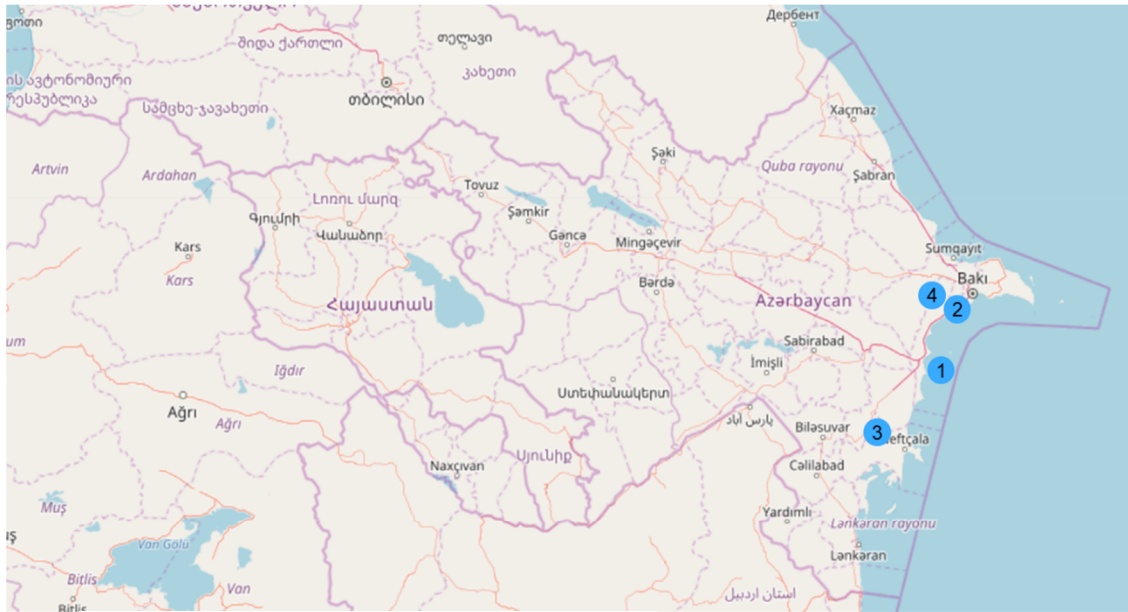 Дербент
თელავი
შიდა ქართლი
კახეთი
თბილისი
ის ავტონომიური
რესპუბლიკა
სამცხე-ჯავახეთი
Xaçmaz
Şəki
Quba rayonu
Şabran
Artvin
Ardahan
Tovuz
Լոռու մարզ
Şəmkir
Գյումրի
Վանաձոր
Gəncə
Mingəçevir
Kars
Kars
Sumqayıt
Bakı
Bərdə
Azərbaycan
4
2
Հայաստան
Sabirabad
İmişli
1
Iğdır
Ստեփանակերտ
Ağrı
Ağrı
پارس آباد
Biləsuvar
3
eftçala
Naxçıvan
Սյունիք
Cəlilabad
Muş
Yardımlı
Lənkəran rayonu
Van Gölü
Lənkəran
Bitlis
Van
استان اردبیل
Bitlis